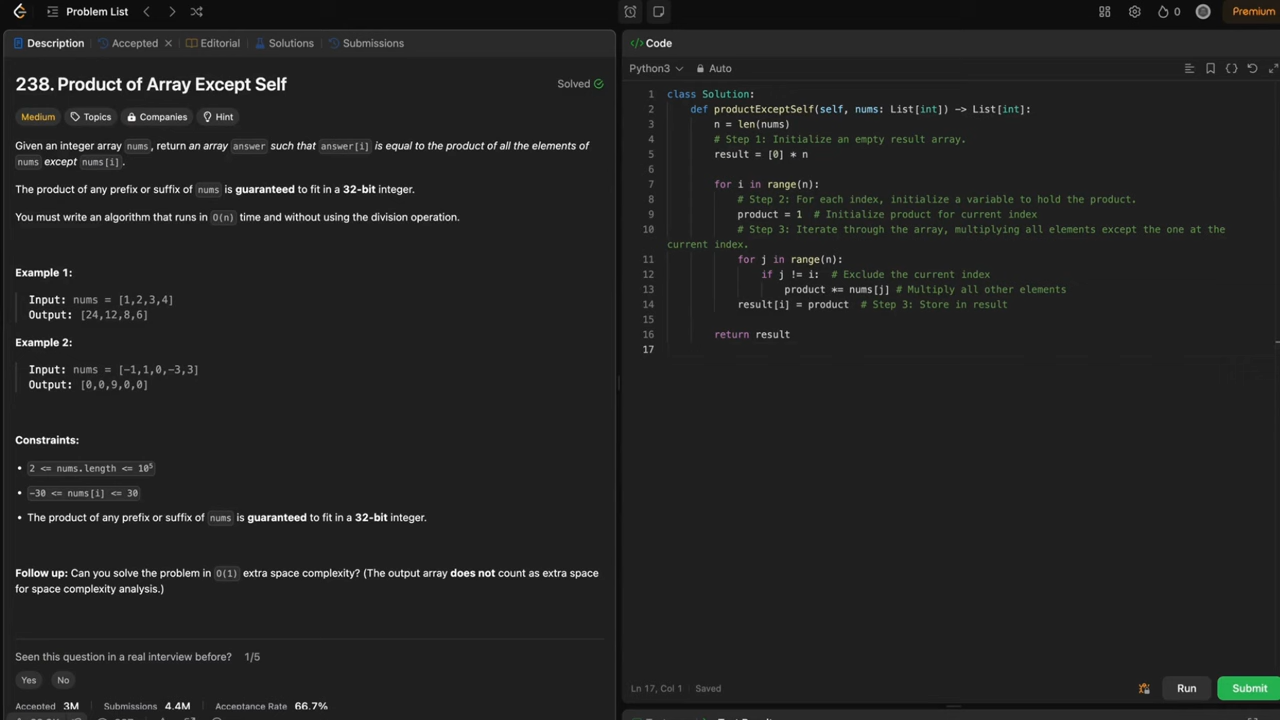 Problem List
0
Premium
Description
Accepted
Editorial
Solutions
Submissions
238. Product of Array Except Self
Solved
Medium
Topics
Companies
Hint
Given an integer array nums, return an array answer such that answer[i] is equal to the product of all the elements of
nums except nums[i].
The product of any prefix or suffix of nums is guaranteed to fit in a 32-bit integer.
You must write an algorithm that runs in O(n) time and without using the division operation.
Example 1:
Input: nums = [1,2,3,4]
Output: [24,12,8,6]
Example 2:
Input: nums = [-1,1,0,-3,3]
Output: [0,0,9,0,0]
Constraints:
• 2 <= nums.length <= 10⁵
• -30 <= nums[i] <= 30
• The product of any prefix or suffix of nums is guaranteed to fit in a 32-bit integer.
Follow up: Can you solve the problem in O(1) extra space complexity? (The output array does not count as extra space
for space complexity analysis.)
Seen this question in a real interview before? 1/5
Yes
No
Accepted 3M
Submissions 4.4M
Acceptance Rate 66.7%
</> Code
Python3
Auto
1 class Solution:
2 def productExceptSelf(self, nums: List[int]) -> List[int]:
3 n = len(nums)
4 # Step 1: Initialize an empty result array.
5 result = [0] * n
6
7 for i in range(n):
8 # Step 2: For each index, initialize a variable to hold the product.
9 product = 1 # Initialize product for current index
10 # Step 3: Iterate through the array, multiplying all elements except the one at the
current index.
11 for j in range(n):
12 if j != i: # Exclude the current index
13 product *= nums[j] # Multiply all other elements
14 result[i] = product # Step 3: Store in result
15
16 return result
17
Ln 17, Col 1
Saved
Run
Submit